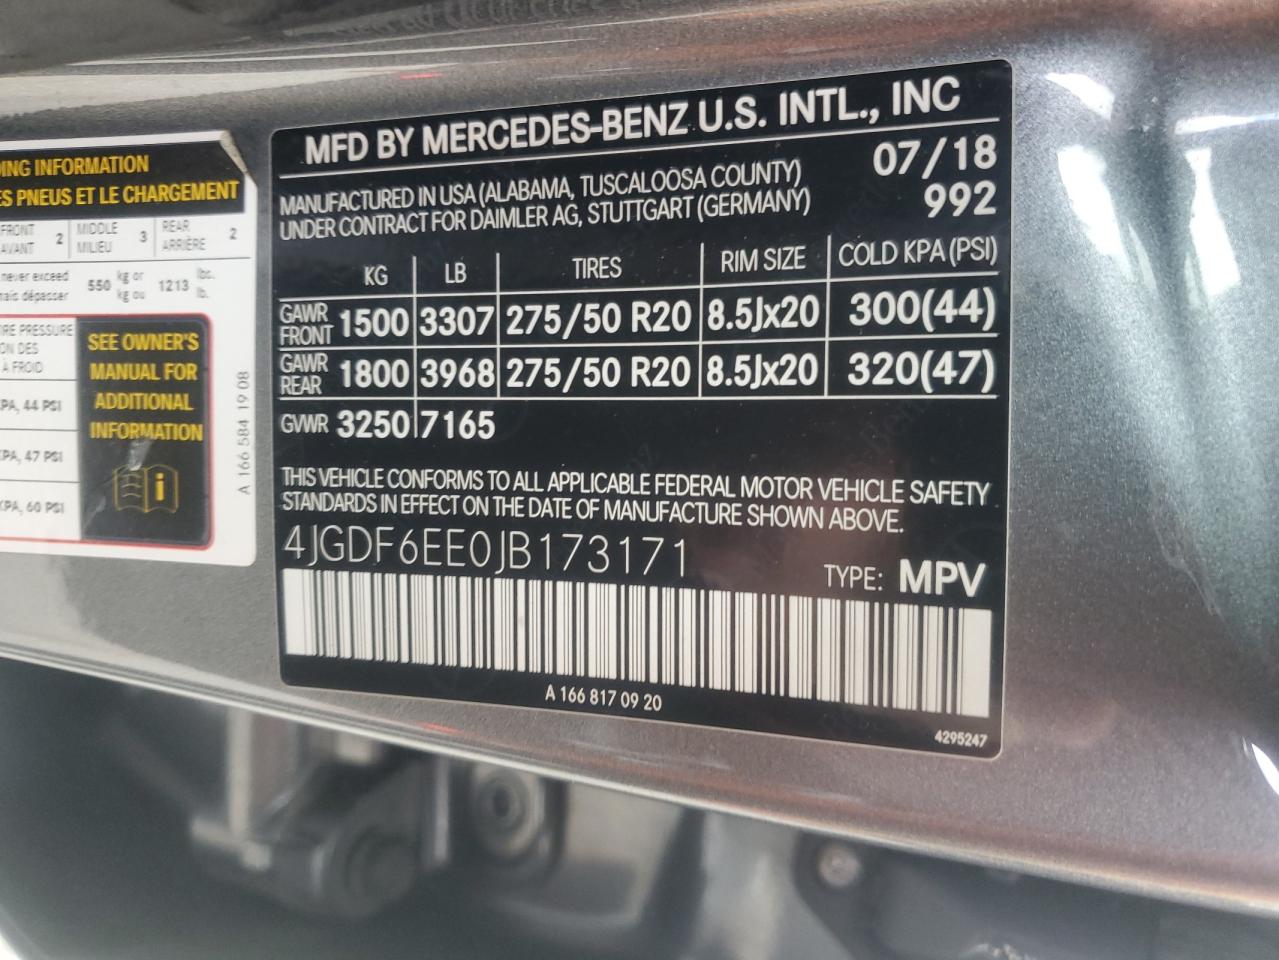 DING INFORMATION
ES PNEUS ET LE CHARGEMENT
FRONT
AVANT 2
MIDDLE
MILIEU 3
REAR
ARRIÈRE 2
never exceed
mais dépasser
550 kg or
kg ou
1213 lbs.
lb.
IRE PRESSURE
ON DES
À FROID
PA, 44 PSI
PA, 47 PSI
KPA, 60 PSI
SEE OWNER'S
MANUAL FOR
ADDITIONAL
INFORMATION
i
A 166 584 19 08
MFD BY MERCEDES-BENZ U.S. INTL., INC
MANUFACTURED IN USA (ALABAMA, TUSCALOOSA COUNTY)
UNDER CONTRACT FOR DAIMLER AG, STUTTGART (GERMANY)
07/18
992
KG LB TIRES RIM SIZE COLD KPA (PSI)
GAWR
FRONT 1500 3307 275/50 R20 8.5Jx20 300(44)
GAWR
REAR 1800 3968 275/50 R20 8.5Jx20 320(47)
GVWR 3250 7165
THIS VEHICLE CONFORMS TO ALL APPLICABLE FEDERAL MOTOR VEHICLE SAFETY
STANDARDS IN EFFECT ON THE DATE OF MANUFACTURE SHOWN ABOVE.
4JGDF6EE0JB173171
TYPE: MPV
A 166 817 09 20
4295247